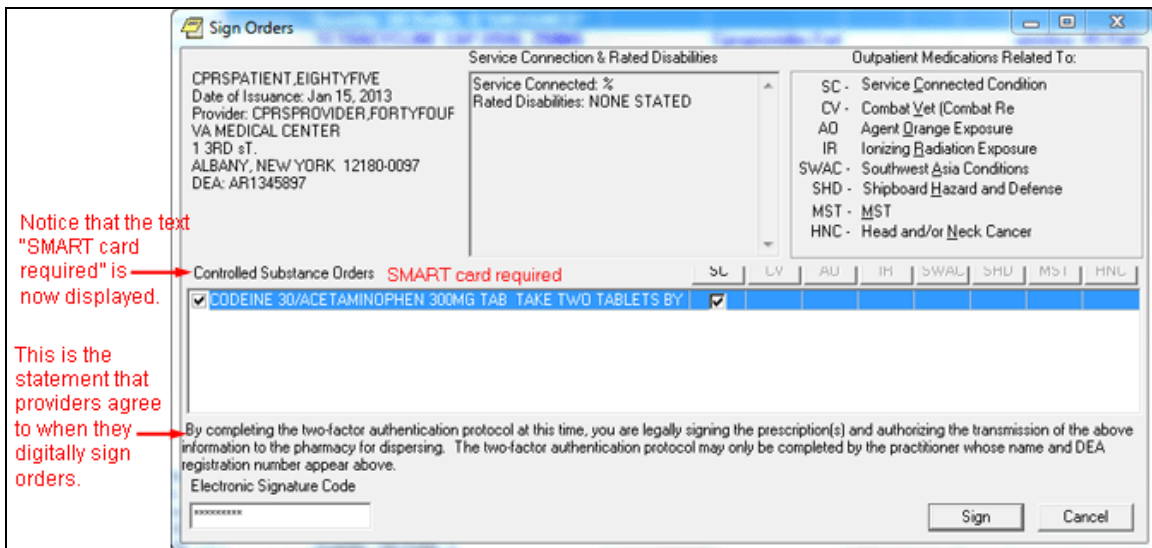 Sign Orders
CPRSPATIENT,EIGHTYFIVE
Date of Issuance: Jan 15, 2013
Provider: CPRSPROVIDER,FORTYFOUF
VA MEDICAL CENTER
1 3RD sT.
ALBANY, NEW YORK 12180-0097
DEA: AR1345897
Service Connection & Rated Disabilities
Service Connected: %
Rated Disabilities: NONE STATED
Outpatient Medications Related To:
SC - Service Connected Condition
CV - Combat Vet (Combat Re
AO Agent Orange Exposure
IR Ionizing Radiation Exposure
SWAC - Southwest Asia Conditions
SHD - Shipboard Hazard and Defense
MST - MST
HNC - Head and/or Neck Cancer
Notice that the text
"SMART card
required" is
now displayed.
Controlled Substance Orders SMART card required
SC CV AO IR SWAC SHD MST HNC
CODEINE 30/ACETAMINOPHEN 300MG TAB TAKE TWO TABLETS BY
This is the
statement that
providers agree
to when they
digitally sign
orders.
By completing the two-factor authentication protocol at this time, you are legally signing the prescription(s) and authorizing the transmission of the above
information to the pharmacy for dispersing. The two-factor authentication protocol may only be completed by the practitioner whose name and DEA
registration number appear above.
Electronic Signature Code
*********
Sign Cancel